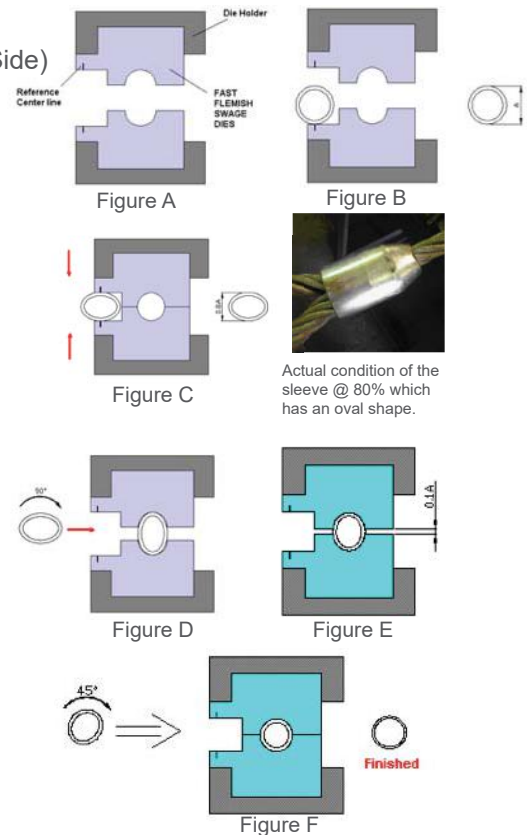 Side)
Die Holder
Reference
Center line
FAST
FLEMISH
SWAGE
DIES
A
Figure A
Figure B
0.8A
Figure C
Actual condition of the
sleeve @ 80% which
has an oval shape.
90°
0.1A
Figure D
Figure E
45°
Finished
Figure F